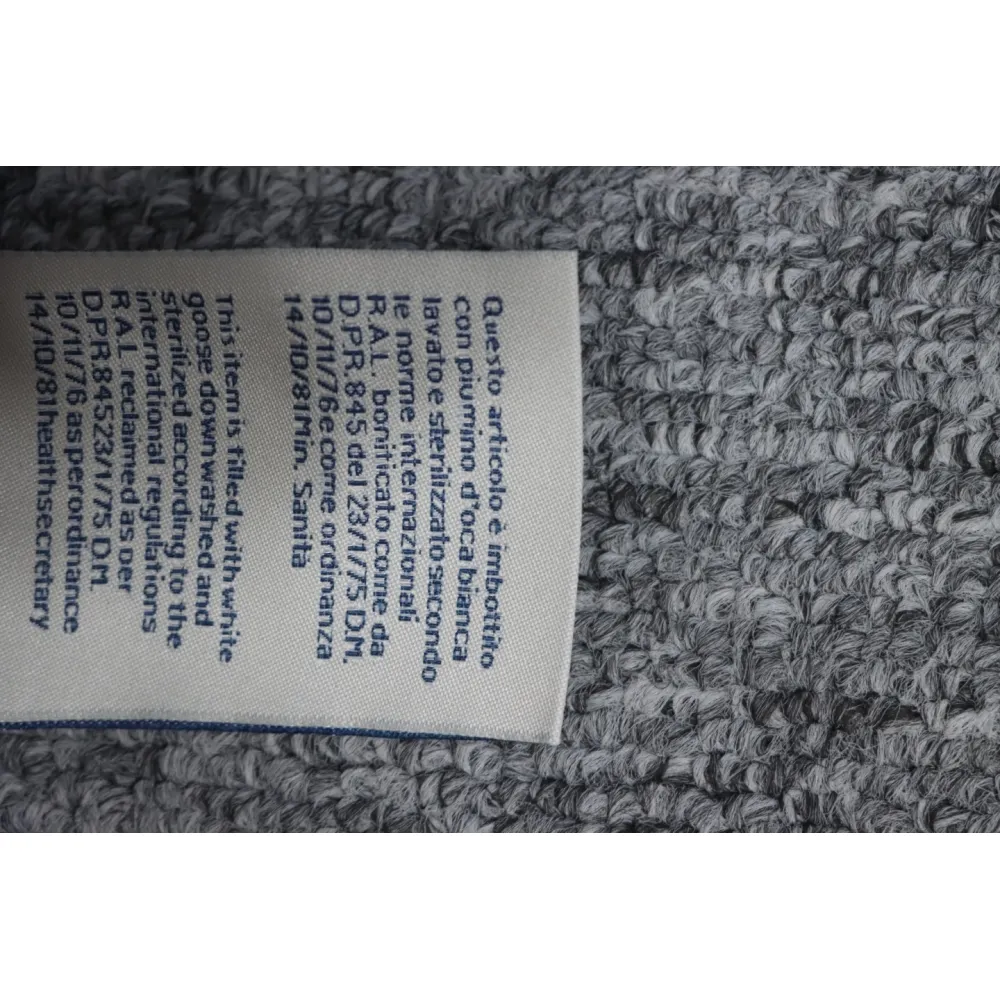 Questo articolo è imbottito
con piumino d'oca bianca
lavato e sterilizzato secondo
le norme internazionali
R.A.L. bonificato come da
D.P.R. 845 del 23/1/75 D.M.
10/11/76 e come ordinanza
14/10/81 Min. Sanita
This item is filled with white
goose down washed and
sterilized according to the
international regulations
R.A.L. reclaimed as per
D.P.R. 845 23/1/75 D.M.
10/11/76 as per ordinance
14/10/81 heath secretary